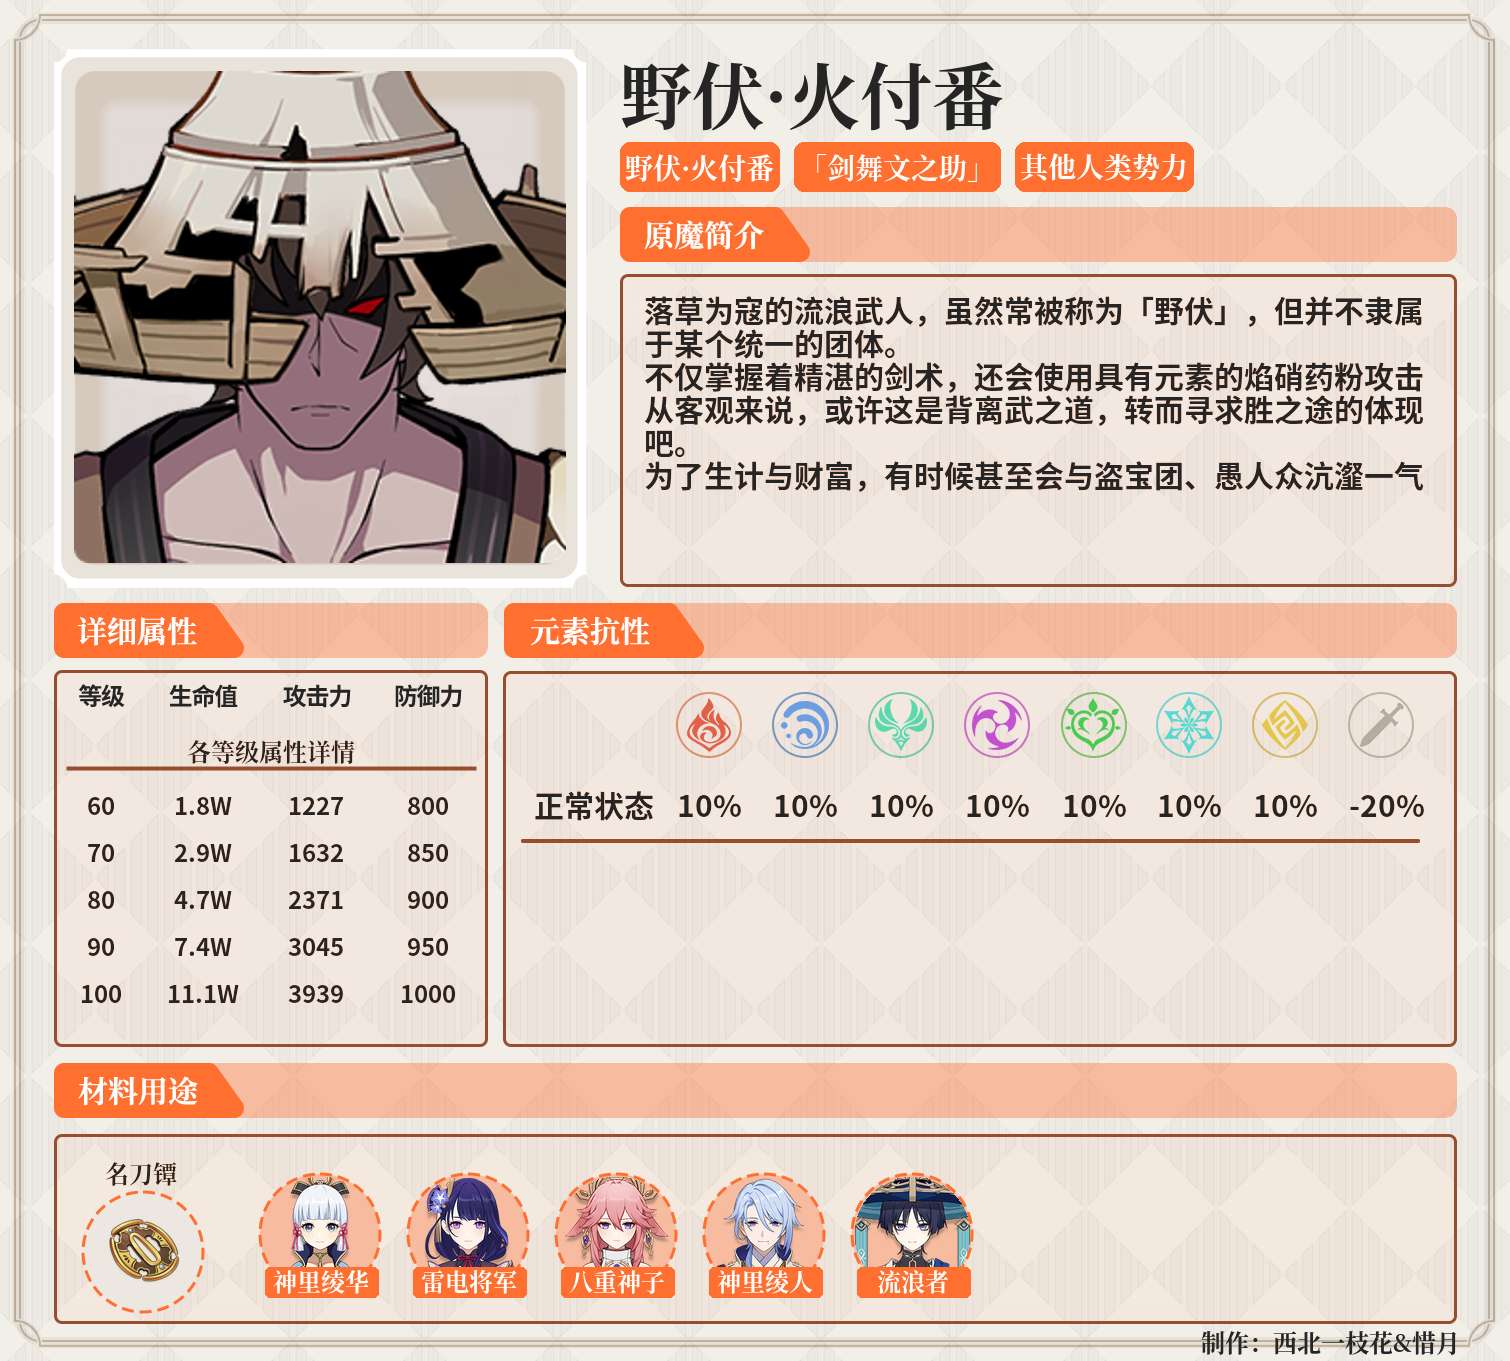 野伏·火付番
野伏·火付番 「剑舞文之助」 其他人类势力
原魔简介
落草为寇的流浪武人，虽然常被称为「野伏」，但并不隶属
于某个统一的团体。
不仅掌握着精湛的剑术，还会使用具有元素的焰硝药粉攻击
从客观来说，或许这是背离武之道，转而寻求胜之途的体现
吧。
为了生计与财富，有时候甚至会与盗宝团、愚人众沆瀣一气
详细属性
等级 生命值 攻击力 防御力
各等级属性详情
60 1.8W 1227 800
70 2.9W 1632 850
80 4.7W 2371 900
90 7.4W 3045 950
100 11.1W 3939 1000
元素抗性
正常状态 10% 10% 10% 10% 10% 10% 10% -20%
材料用途
名刀镡
神里绫华 雷电将军 八重神子 神里绫人 流浪者
制作：西北一枝花&惜月